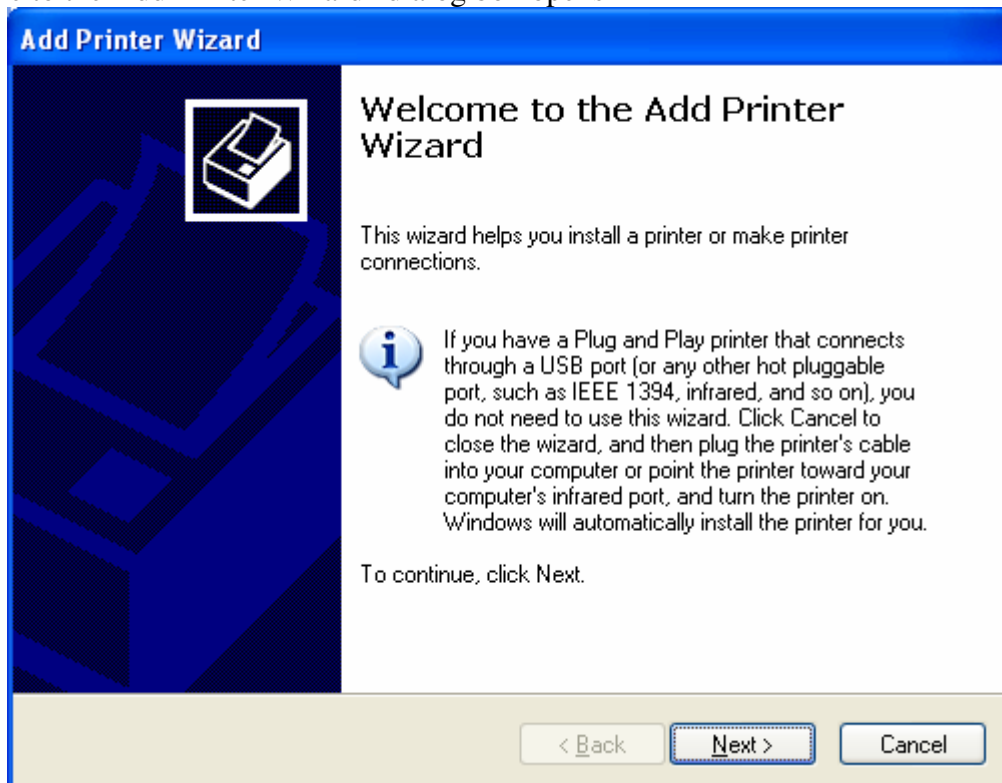 Add Printer Wizard
Welcome to the Add Printer
Wizard
This wizard helps you install a printer or make printer
connections.
If you have a Plug and Play printer that connects
through a USB port (or any other hot pluggable
port, such as IEEE 1394, infrared, and so on), you
do not need to use this wizard. Click Cancel to
close the wizard, and then plug the printer's cable
into your computer or point the printer toward your
computer's infrared port, and turn the printer on.
Windows will automatically install the printer for you.
To continue, click Next.
< Back
Next >
Cancel